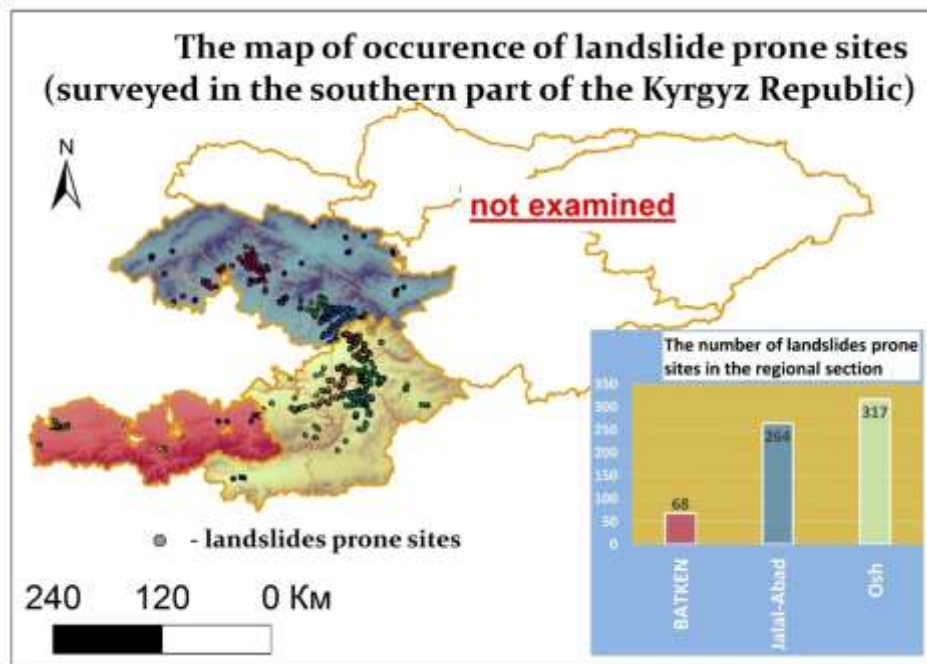 The map of occurence of landslide prone sites
(surveyed in the southern part of the Kyrgyz Republic)
N
not examined
The number of landslides prone
sites in the regional section
350
300
250
200
150
100
50
0
68
264
317
BATKEN
Jalal-Abad
Osh
- landslides prone sites
240 120 0 Км